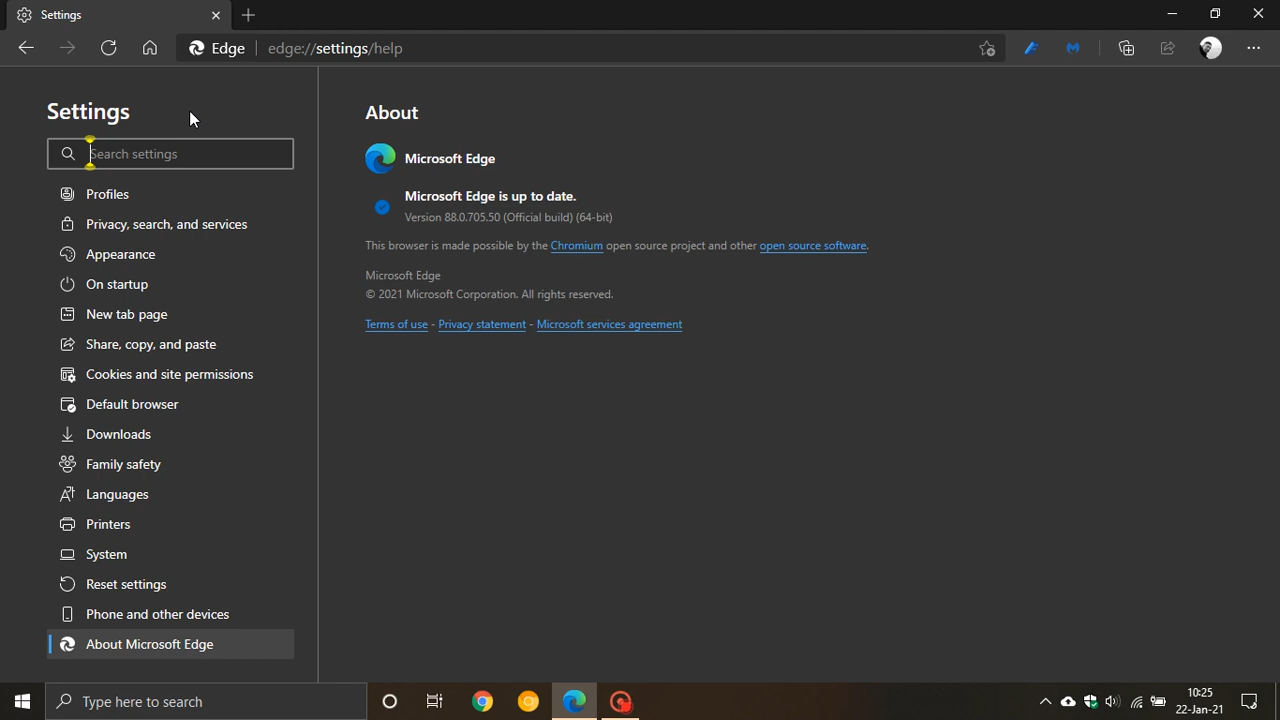 Settings
Edge
edge://settings/help
Settings
Search settings
Profiles
Privacy, search, and services
Appearance
On startup
New tab page
Share, copy, and paste
Cookies and site permissions
Default browser
Downloads
Family safety
Languages
Printers
System
Reset settings
Phone and other devices
About Microsoft Edge
About
Microsoft Edge
Microsoft Edge is up to date.
Version 88.0.705.50 (Official build) (64-bit)
This browser is made possible by the Chromium open source project and other open source software.
Microsoft Edge
© 2021 Microsoft Corporation. All rights reserved.
Terms of use - Privacy statement - Microsoft services agreement
Type here to search
10:25
22-Jan-21